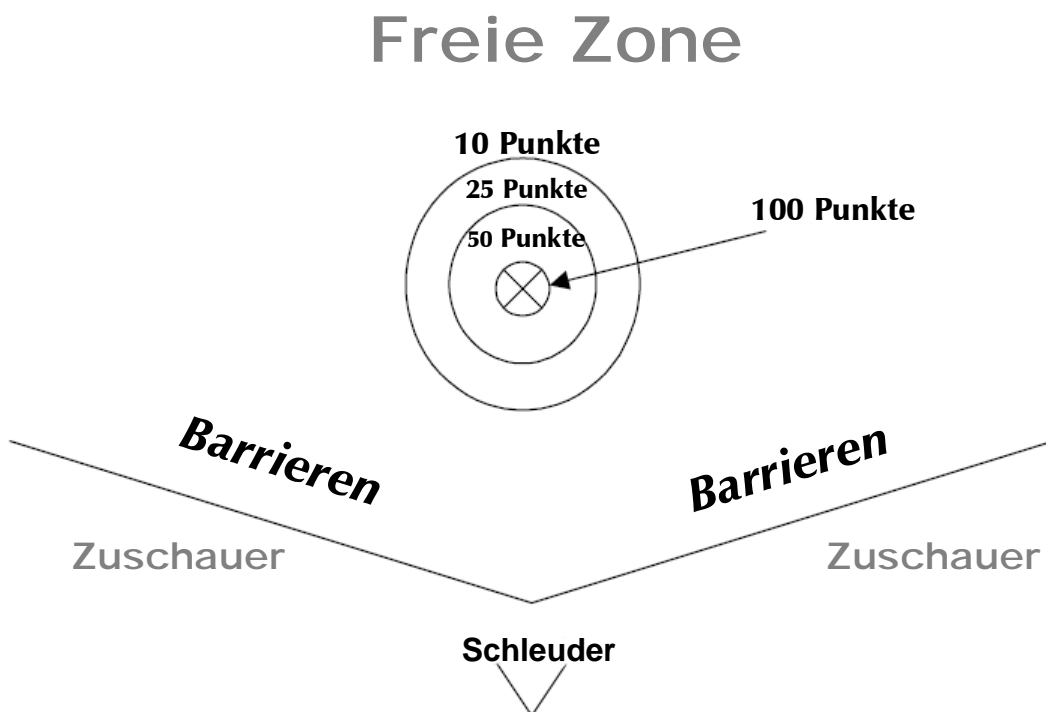 Freie Zone
10 Punkte
25 Punkte
100 Punkte
50 Punkte
Barrieren
Barrieren
Zuschauer
Zuschauer
Schleuder